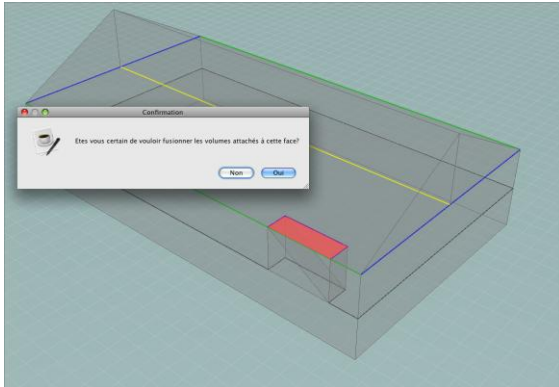 Confirmation
Etes vous certain de vouloir fusionner les volumes attachés à cette face?
Non
Oui